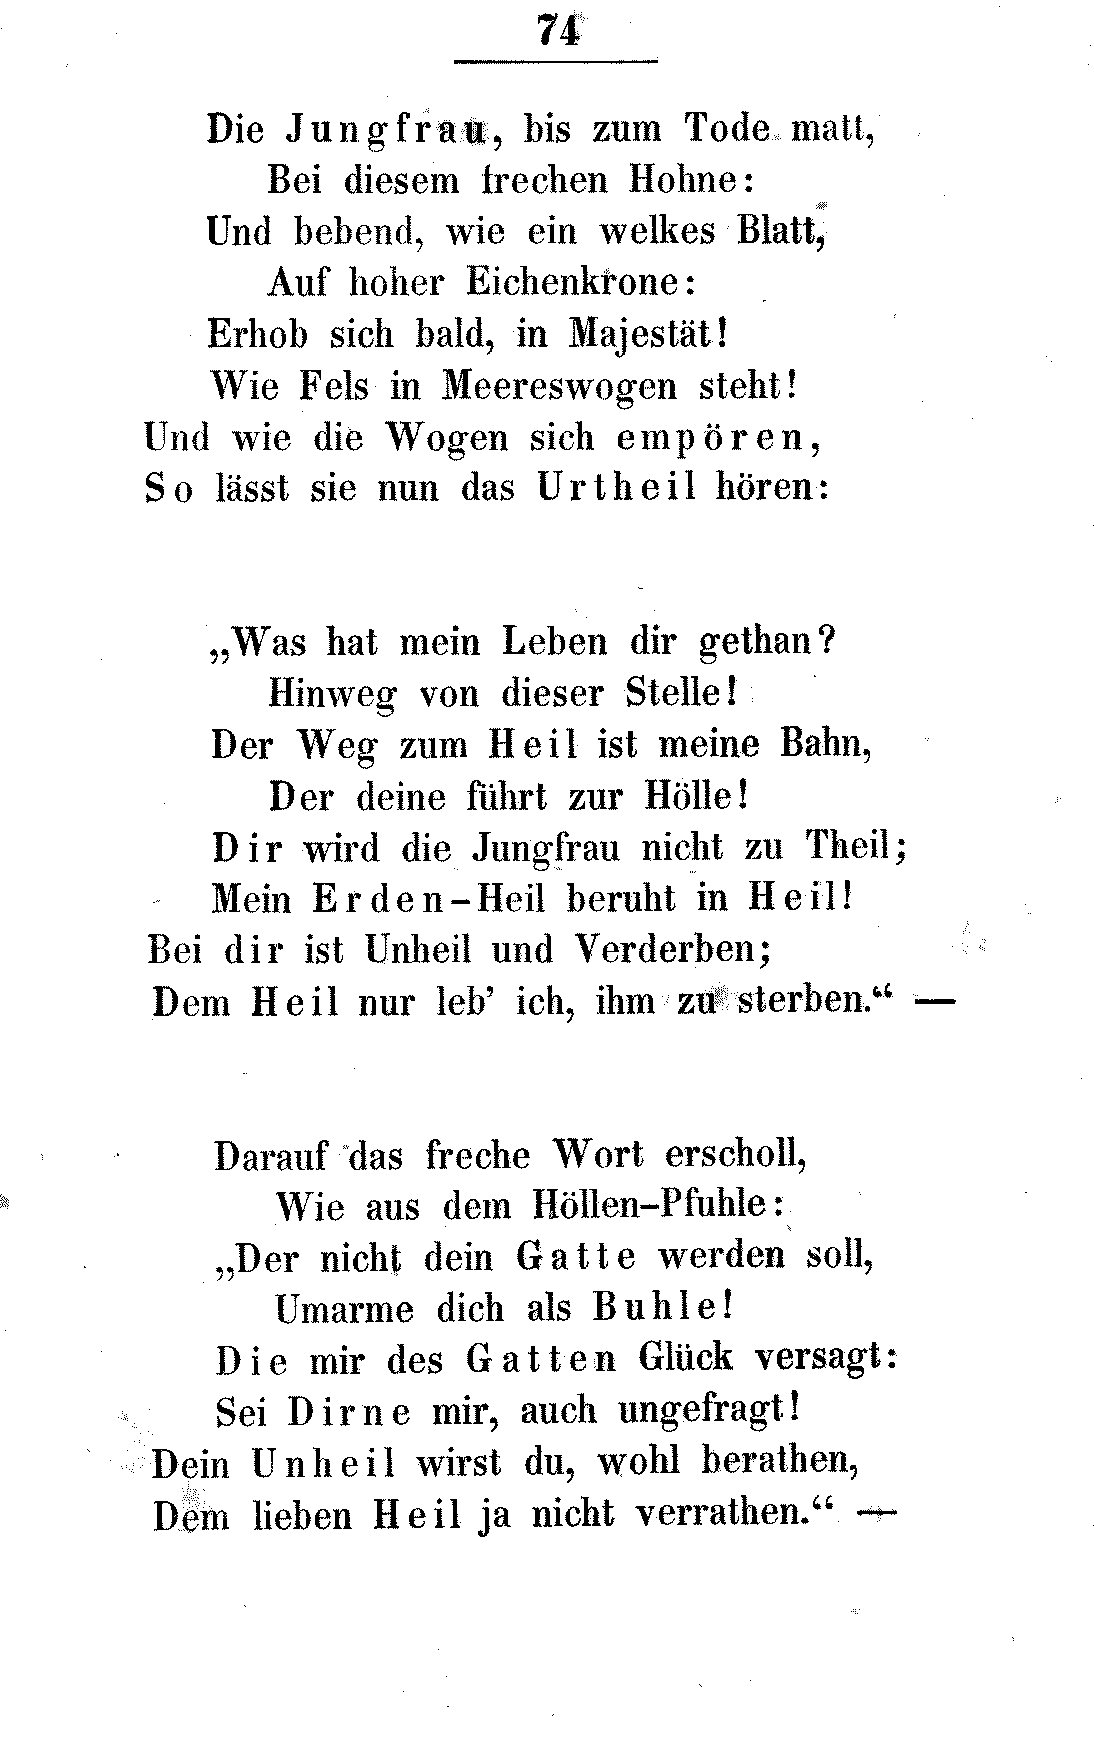 74
Die Jungfrau, bis zum Tode matt,
Bei diesem frechen Hohne:
Und bebend, wie ein welkes Blatt,
Auf hoher Eichenkrone:
Erhob sich bald, in Majestät!
Wie Fels in Meereswogen steht!
Und wie die Wogen sich empören,
So lässt sie nun das Urtheil hören:
„Was hat mein Leben dir gethan?
Hinweg von dieser Stelle!
Der Weg zum Heil ist meine Bahn,
Der deine führt zur Hölle!
Dir wird die Jungfrau nicht zu Theil;
Mein Erden-Heil beruht in Heil!
Bei dir ist Unheil und Verderben;
Dem Heil nur leb’ ich, ihm zu sterben.“ —
Darauf das freche Wort erscholl,
Wie aus dem Höllen-Pfuhle:
„Der nicht dein Gatte werden soll,
Umarme dich als Buhle!
Die mir des Gatten Glück versagt:
Sei Dirne mir, auch ungefragt!
Dein Unheil wirst du, wohl berathen,
Dem lieben Heil ja nicht verrathen.“ —